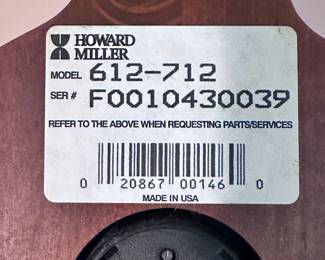 HOWARD
MILLER
MODEL 612-712
SER # F0010430039
REFER TO THE ABOVE WHEN REQUESTING PARTS/SERVICES
0 20867 00146 0
MADE IN USA